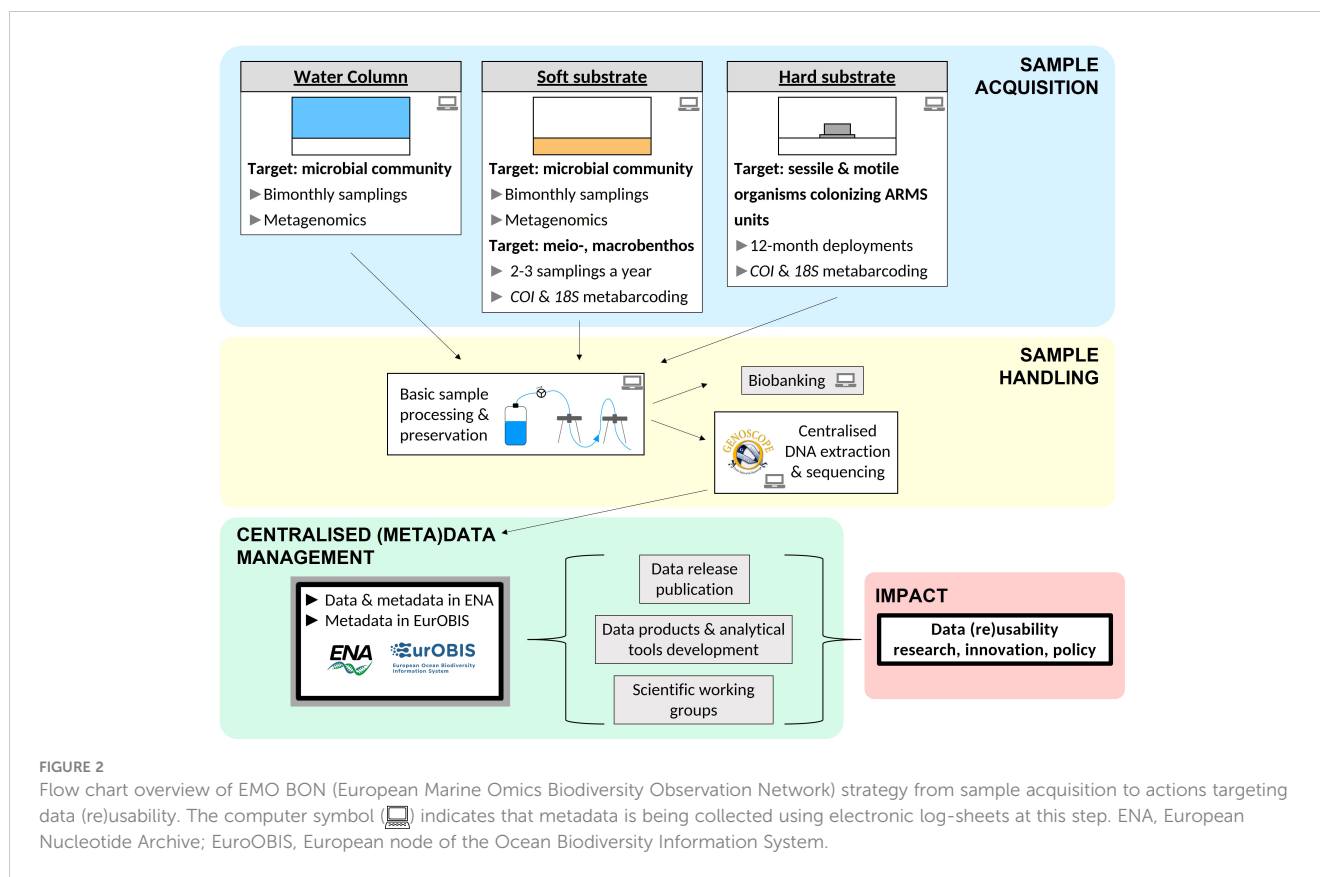 SAMPLE
ACQUISITION
Water Column
Target: microbial community
▶Bimonthly samplings
▶Metagenomics
Soft substrate
Target: microbial community
▶Bimonthly samplings
▶Metagenomics
Target: meio-, macrobenthos
▶ 2-3 samplings a year
▶ COI & 18S metabarcoding
Hard substrate
Target: sessile & motile
organisms colonizing ARMS
units
▶12-month deployments
▶COI & 18S metabarcoding
SAMPLE
HANDLING
Basic sample
processing &
preservation
Biobanking
GENOSCOPE
Centralised
DNA extraction
& sequencing
CENTRALISED (META)DATA
MANAGEMENT
▶ Data & metadata in ENA
▶ Metadata in EurOBIS
ENA
EurOBIS
European Ocean Biodiversity
Information System
Data release
publication
Data products & analytical
tools development
Scientific working
groups
IMPACT
Data (re)usability
research, innovation, policy
FIGURE 2
Flow chart overview of EMO BON (European Marine Omics Biodiversity Observation Network) strategy from sample acquisition to actions targeting
data (re)usability. The computer symbol () indicates that metadata is being collected using electronic log-sheets at this step. ENA, European
Nucleotide Archive; EuroOBIS, European node of the Ocean Biodiversity Information System.